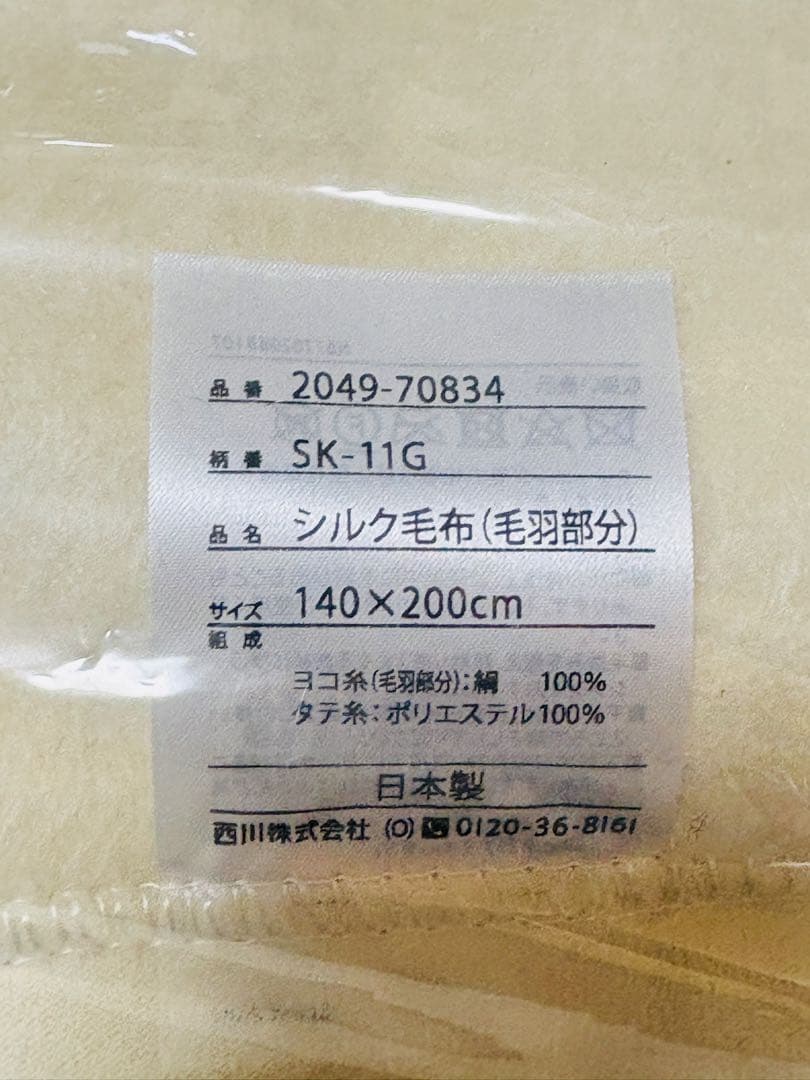 品番 2049-70834
柄番 SK-11G
品名 シルク毛布(毛羽部分)
サイズ 140×200cm
組成
ヨコ糸(毛羽部分):絹 100%
タテ糸:ポリエステル100%
日本製
西川株式会社 (O) 0120-36-8161